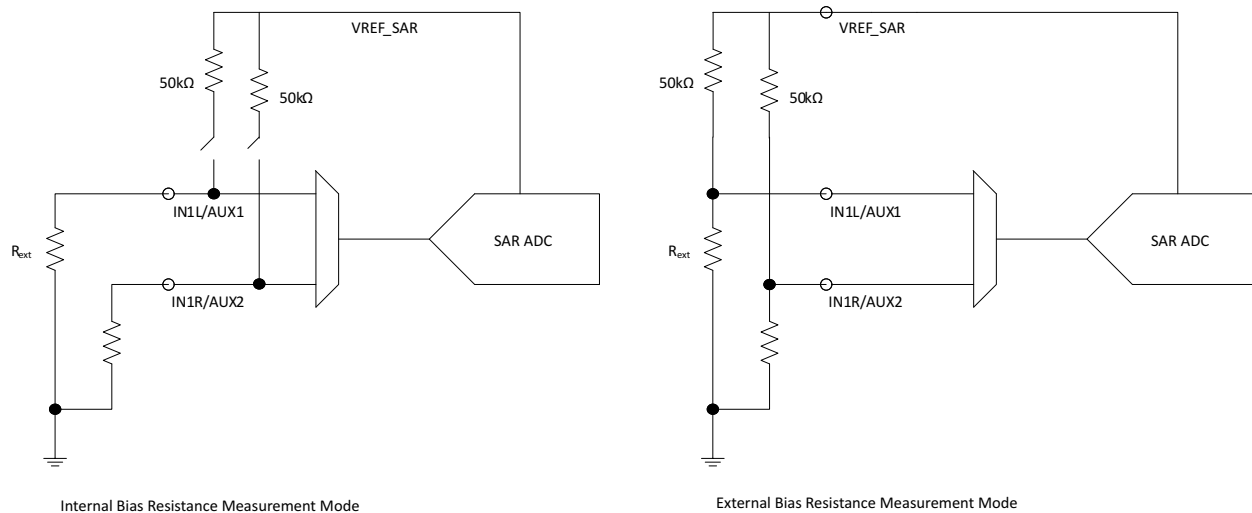 VREF_SAR
50kΩ
50kΩ
IN1L/AUX1
Rext
SAR ADC
IN1R/AUX2
Internal Bias Resistance Measurement Mode
VREF_SAR
50kΩ
50kΩ
IN1L/AUX1
Rext
SAR ADC
IN1R/AUX2
External Bias Resistance Measurement Mode